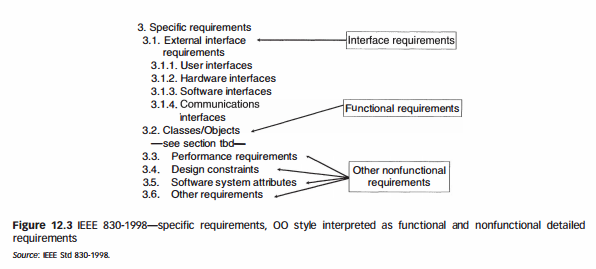 3. Specific requirements
3.1. External interface
requirements
Interface requirements
3.1.1. User interfaces
3.1.2. Hardware interfaces
3.1.3. Software interfaces
3.1.4. Communications
interfaces
Functional requirements
3.2. Classes/Objects
—see section tbd—
3.3. Performance requirements
3.4. Design constraints
3.5. Software system attributes
3.6. Other requirements
Other nonfunctional
requirements
Figure 12.3 IEEE 830-1998—specific requirements, OO style interpreted as functional and nonfunctional detailed
requirements
Source: IEEE Std 830-1998.